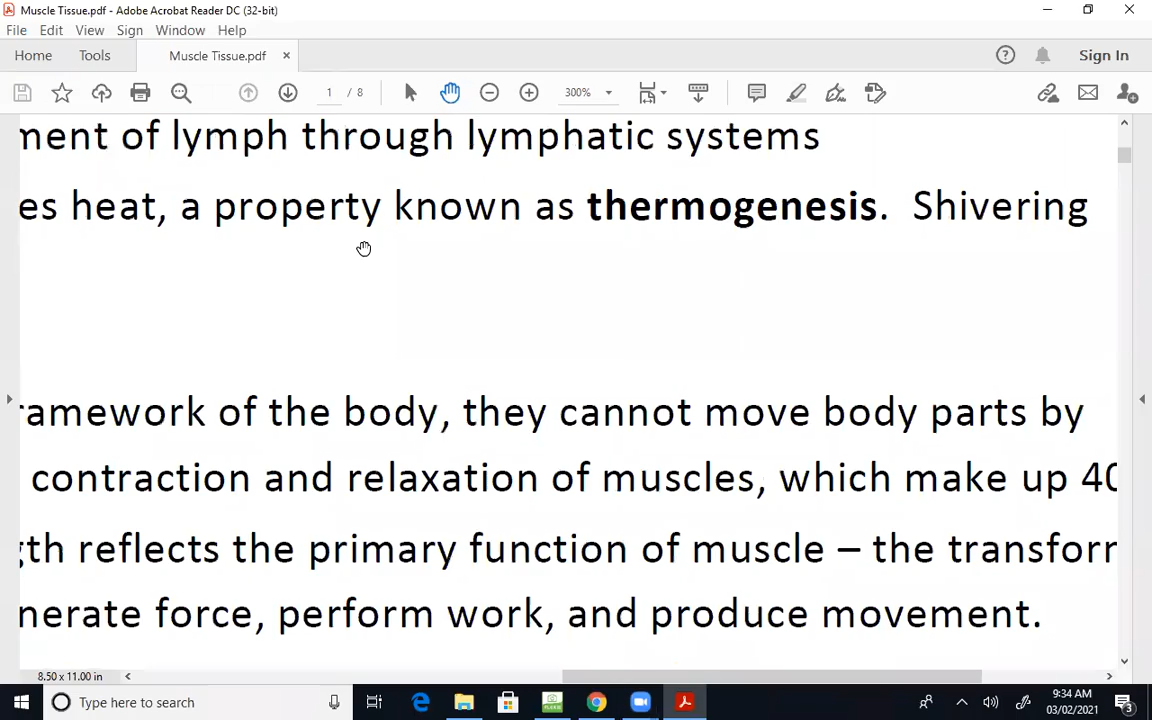 Muscle Tissue.pdf - Adobe Acrobat Reader DC (32-bit)
File Edit View Sign Window Help
Home Tools Muscle Tissue.pdf × Sign In
1 / 8 300%
ment of lymph through lymphatic systems
es heat, a property known as thermogenesis. Shivering
ramework of the body, they cannot move body parts by
contraction and relaxation of muscles, which make up 40
gth reflects the primary function of muscle – the transform
nerate force, perform work, and produce movement.
8.50 x 11.00 in
Type here to search
9:34 AM
03/02/2021
3